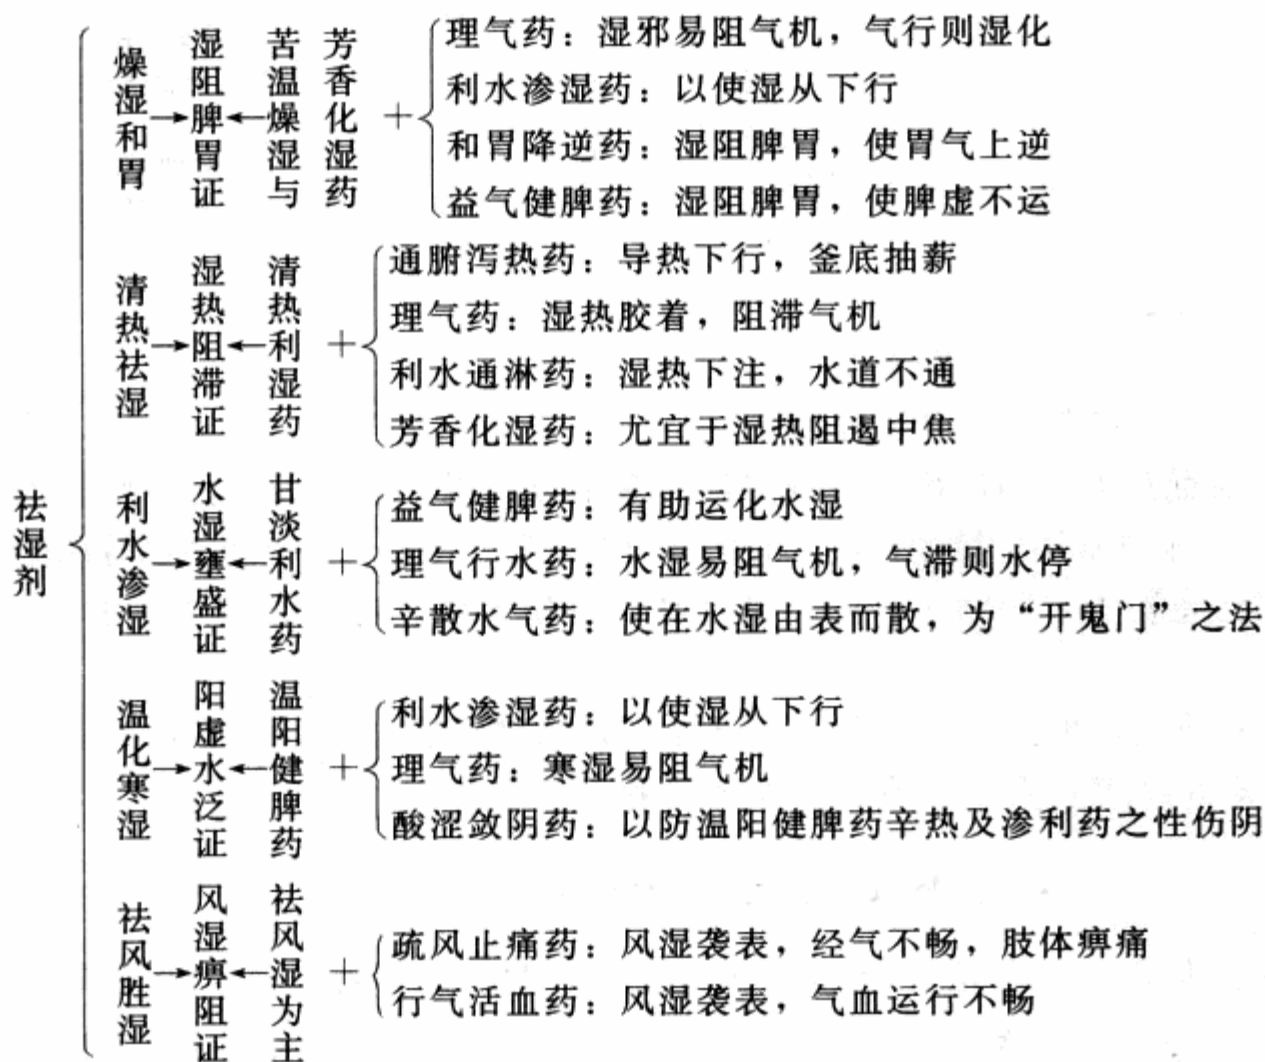 祛湿剂
燥湿和胃
湿阻脾胃证
苦温燥湿与
芳香化湿药
+
理气药：湿邪易阻气机，气行则湿化
利水渗湿药：以使湿从下行
和胃降逆药：湿阻脾胃，使胃气上逆
益气健脾药：湿阻脾胃，使脾虚不运
清热祛湿
湿热阻滞证
清热利湿药
+
通腑泻热药：导热下行，釜底抽薪
理气药：湿热胶着，阻滞气机
利水通淋药：湿热下注，水道不通
芳香化湿药：尤宜于湿热阻遏中焦
利水渗湿
水湿壅盛证
甘淡利水药
+
益气健脾药：有助运化水湿
理气行水药：水湿易阻气机，气滞则水停
辛散水气药：使在水湿由表而散，为“开鬼门”之法
温化寒湿
阳虚水泛证
温阳健脾药
+
利水渗湿药：以使湿从下行
理气药：寒湿易阻气机
酸涩敛阴药：以防温阳健脾药辛热及渗利药之性伤阴
祛风胜湿
风湿痹阻证
祛风湿为主
+
疏风止痛药：风湿袭表，经气不畅，肢体痹痛
行气活血药：风湿袭表，气血运行不畅